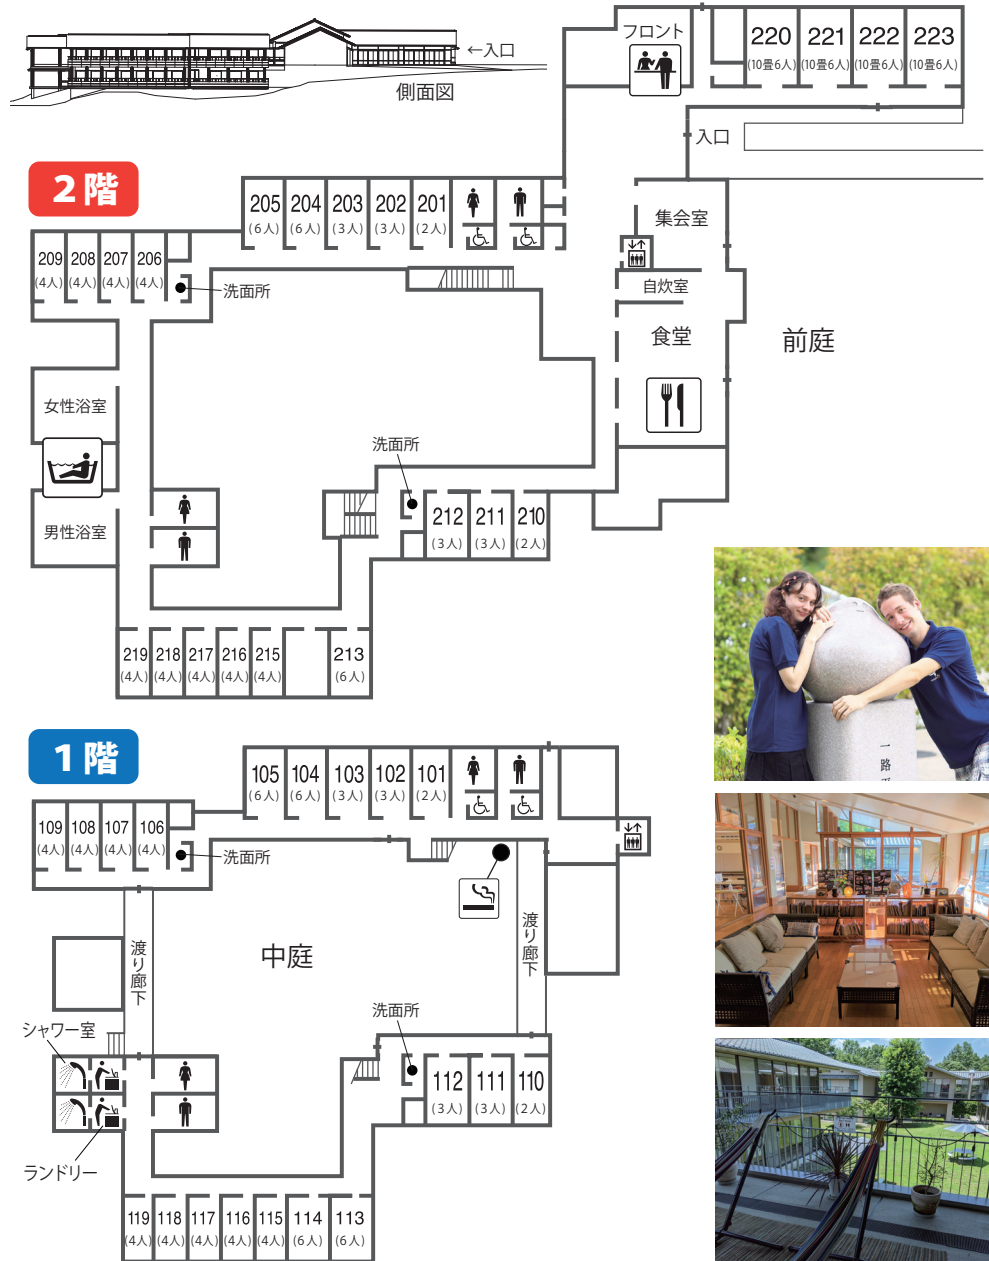 フロント
220
(10畳6人)
221
(10畳6人)
222
(10畳6人)
223
(10畳6人)
←入口
側面図
入口
2階
205
(6人)
204
(6人)
203
(3人)
202
(3人)
201
(2人)
集会室
209
(4人)
208
(4人)
207
(4人)
206
(4人)
洗面所
自炊室
食堂
前庭
女性浴室
男性浴室
洗面所
212
(3人)
211
(3人)
210
(2人)
219
(4人)
218
(4人)
217
(4人)
216
(4人)
215
(4人)
213
(6人)
一路
1階
105
(6人)
104
(6人)
103
(3人)
102
(3人)
101
(2人)
109
(4人)
108
(4人)
107
(4人)
106
(4人)
洗面所
渡り廊下
中庭
渡り廊下
シャワー室
洗面所
112
(3人)
111
(3人)
110
(2人)
ランドリー
119
(4人)
118
(4人)
117
(4人)
116
(4人)
115
(4人)
114
(6人)
113
(6人)